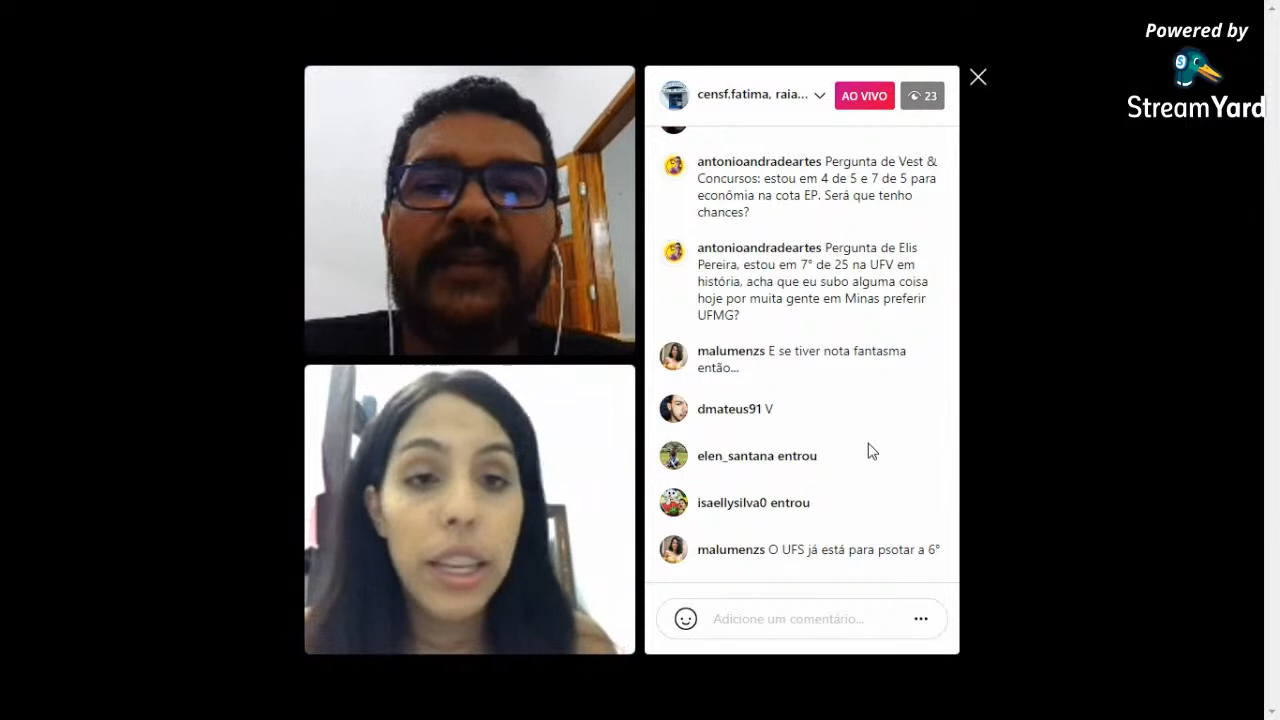 Powered by
StreamYard
censf.fatima, raia...
AO VIVO
23
antonioandradeartes Pergunta de Vest &
Concursos: estou em 4 de 5 e 7 de 5 para
econômia na cota EP. Será que tenho
chances?
antonioandradeartes Pergunta de Elis
Pereira, estou em 7° de 25 na UFV em
história, acha que eu subo alguma coisa
hoje por muita gente em Minas preferir
UFMG?
malumenzs E se tiver nota fantasma
então...
dmateus91 V
elen_santana entrou
isaellysilva0 entrou
malumenzs O UFS já está para psotar a 6°
Adicione um comentário...